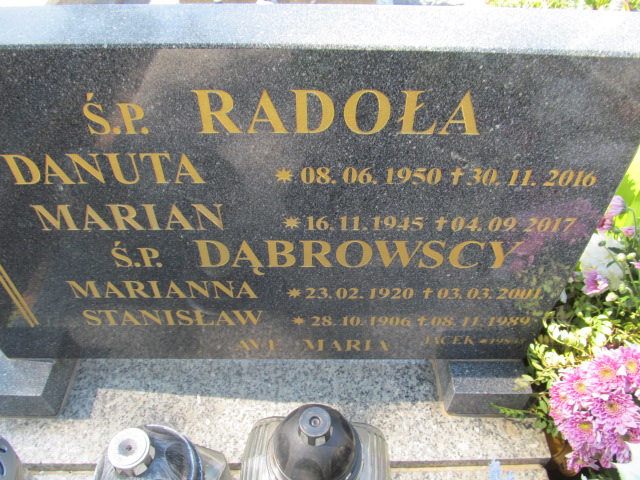 Ś.P. RADOŁA
DANUTA * 08.06.1950 † 30.11.2016
MARIAN * 16.11.1945 † 04.09.2017
Ś.P. DĄBROWSCY
MARIANNA * 23.02.1920 † 03.03.2001
STANISŁAW * 28.10.1906 † 08.11.1989
AVE MARIA JACEK